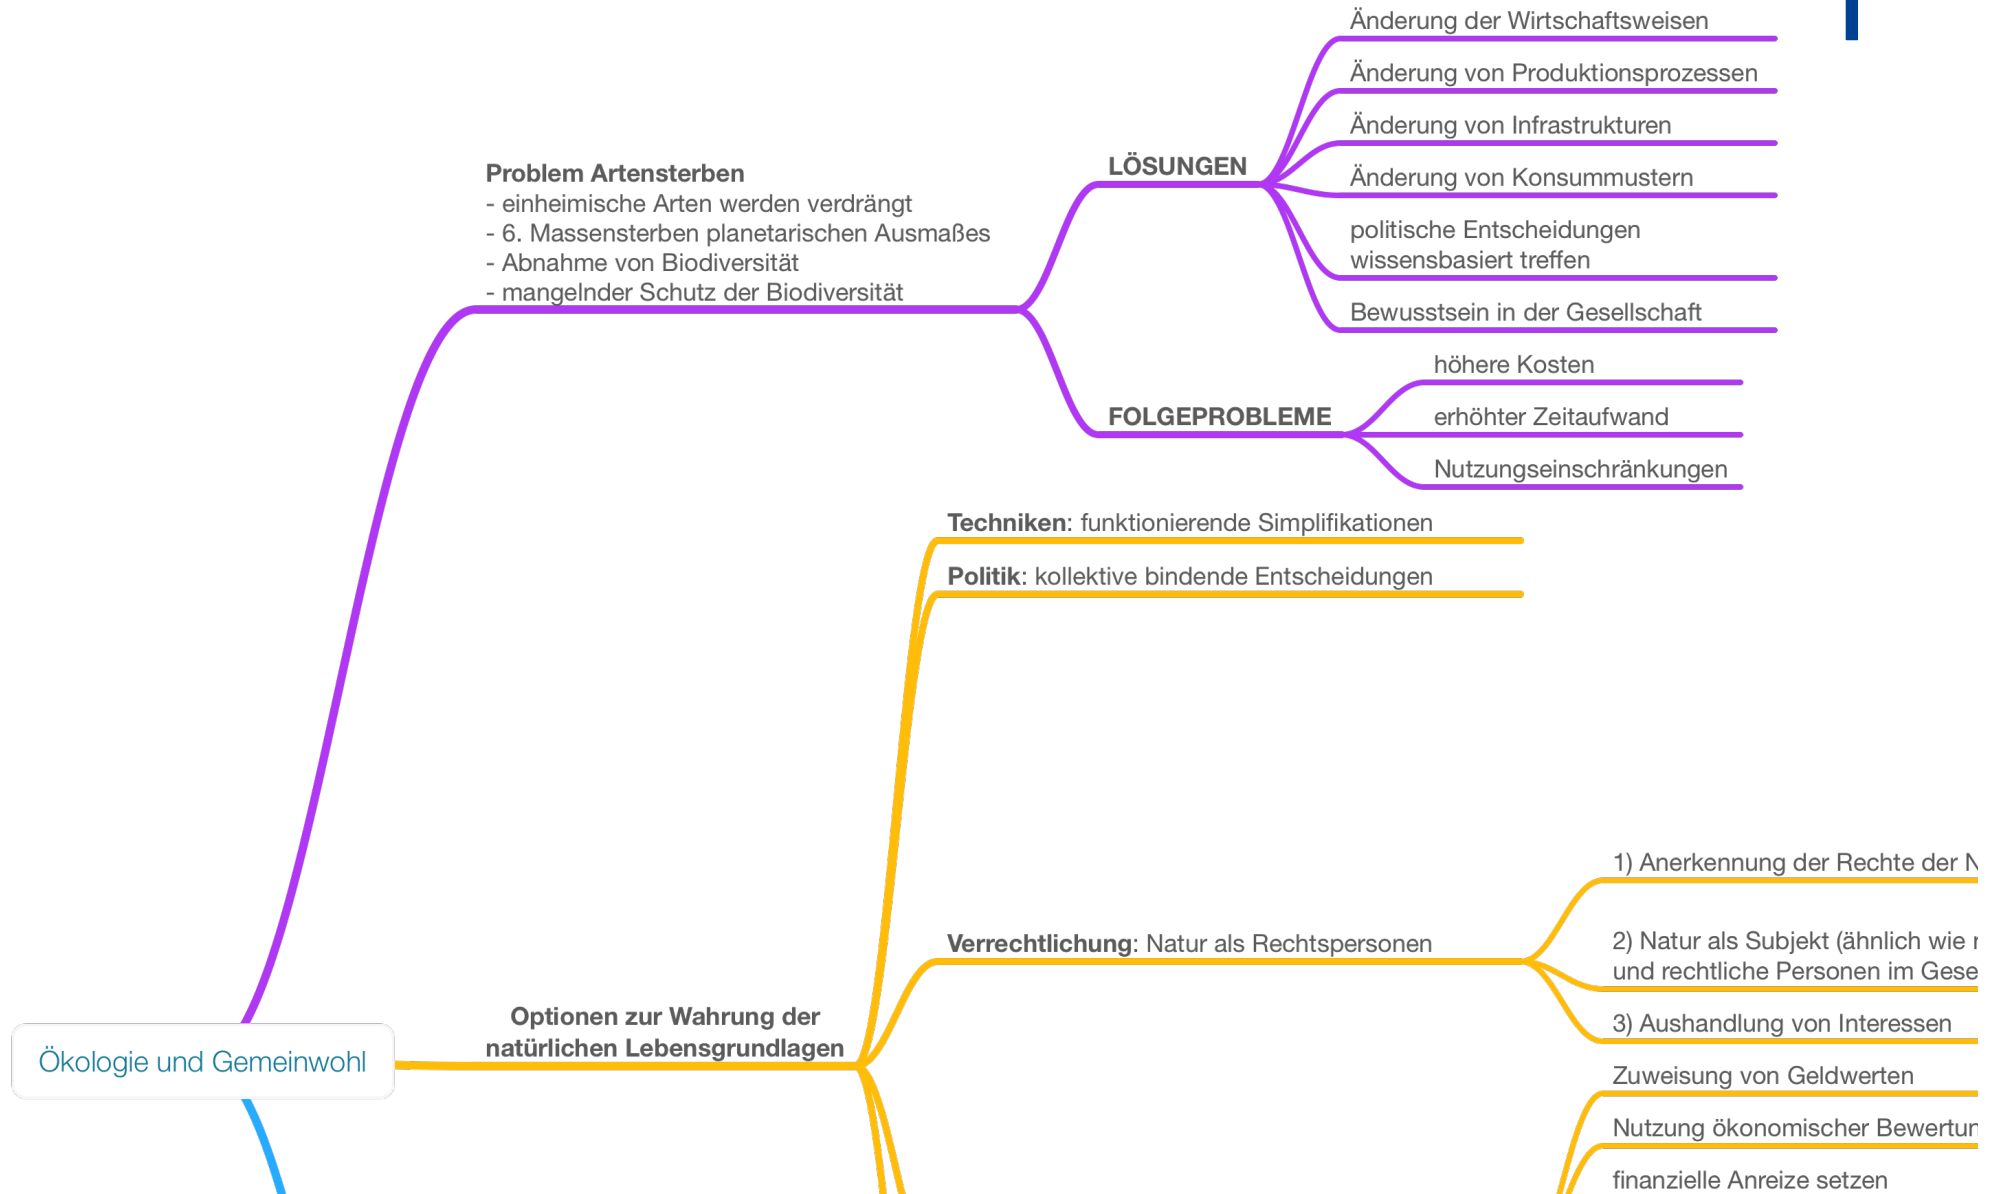 Änderung der Wirtschaftsweisen
Änderung von Produktionsprozessen
Änderung von Infrastrukturen
LÖSUNGEN
Änderung von Konsummustern
politische Entscheidungen
wissensbasiert treffen
Bewusstsein in der Gesellschaft
Problem Artensterben
- einheimische Arten werden verdrängt
- 6. Massensterben planetarischen Ausmaßes
- Abnahme von Biodiversität
- mangelnder Schutz der Biodiversität
höhere Kosten
FOLGEPROBLEME
erhöhter Zeitaufwand
Nutzungseinschränkungen
Techniken: funktionierende Simplifikationen
Politik: kollektive bindende Entscheidungen
1) Anerkennung der Rechte der
Verrechtlichung: Natur als Rechtspersonen
2) Natur als Subjekt (ähnlich wie
und rechtliche Personen im
3) Aushandlung von Interessen
Optionen zur Wahrung der
natürlichen Lebensgrundlagen
Ökologie und Gemeinwohl
Zuweisung von Geldwerten
Nutzung ökonomischer
finanzielle Anreize setzen